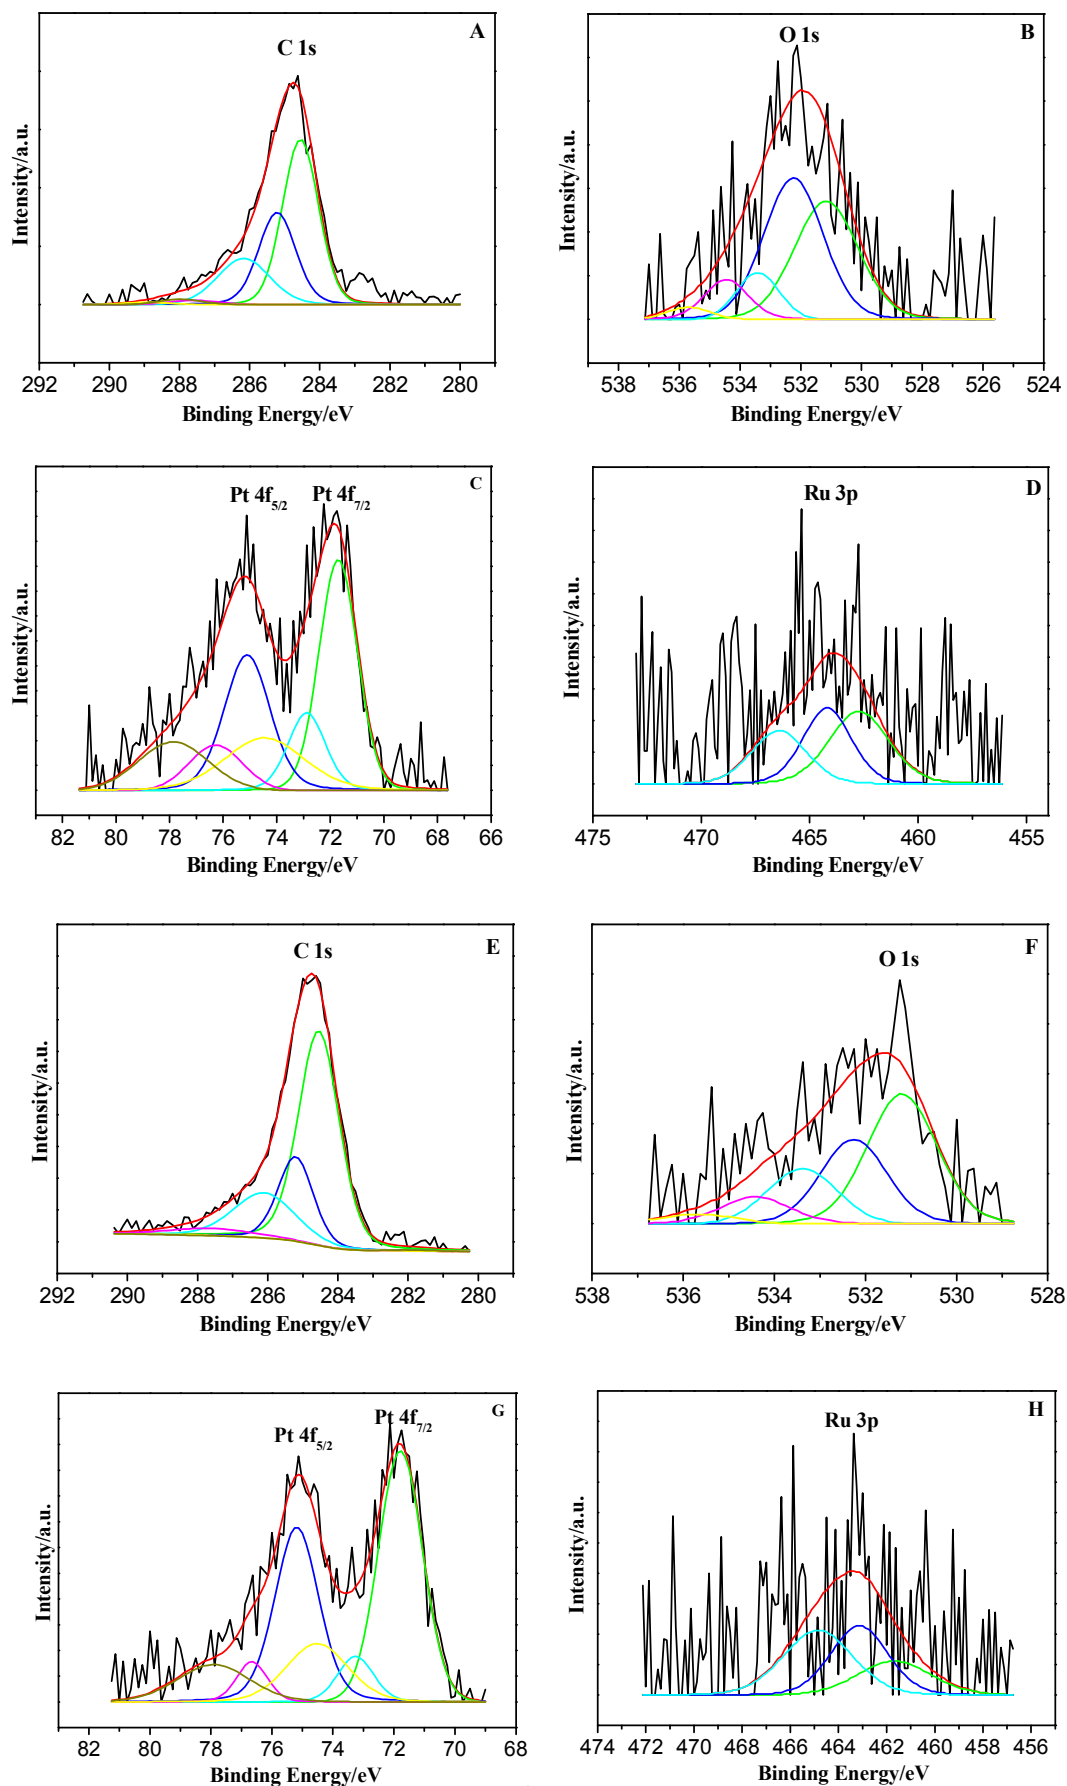 A
C 1s
Intensity/a.u.
292 290 288 286 284 282 280
Binding Energy/eV
B
O 1s
Intensity/a.u.
538 536 534 532 530 528 526 524
Binding Energy/eV
C
Pt 4f5/2 Pt 4f7/2
Intensity/a.u.
82 80 78 76 74 72 70 68 66
Binding Energy/eV
D
Ru 3p
Intensity/a.u.
475 470 465 460 455
Binding Energy/eV
E
C 1s
Intensity/a.u.
292 290 288 286 284 282 280
Binding Energy/eV
F
O 1s
Intensity/a.u.
538 536 534 532 530 528
Binding Energy/eV
G
Pt 4f5/2 Pt 4f7/2
Intensity/a.u.
82 80 78 76 74 72 70 68
Binding Energy/eV
H
Ru 3p
Intensity/a.u.
474 472 470 468 466 464 462 460 458 456
Binding Energy/eV